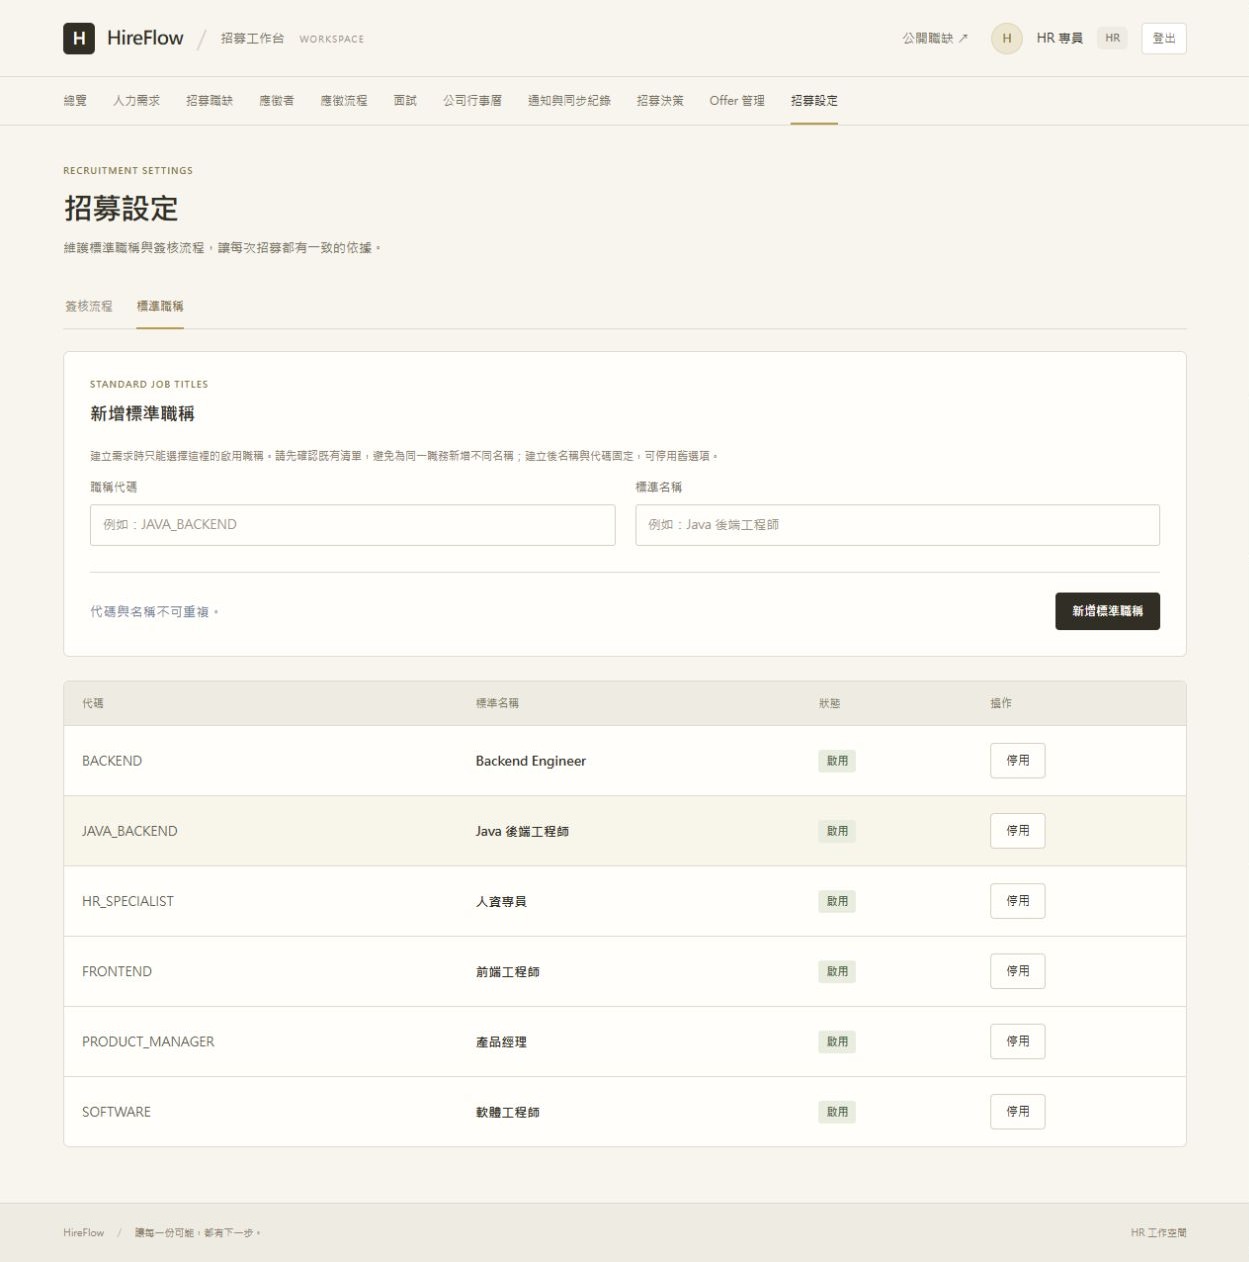 H HireFlow / 招募工作台 WORKSPACE 公開職缺 ↗ H HR 專員 HR 登出
總覽 人力需求 招募職缺 應徵者 應徵流程 面試 公司行事曆 通知與同步紀錄 招募決策 Offer 管理 招募設定
RECRUITMENT SETTINGS
招募設定
維護標準職稱與簽核流程，讓每次招募都有一致的依據。
簽核流程 標準職稱
STANDARD JOB TITLES
新增標準職稱
建立需求時只能選擇這裡的啟用職稱。請先確認既有清單，避免為同一職務新增不同名稱；建立後名稱與代碼固定，可停用舊選項。
職稱代碼 標準名稱
例如：JAVA_BACKEND 例如：Java 後端工程師
代碼與名稱不可重複。 新增標準職稱
代碼 標準名稱 狀態 操作
BACKEND Backend Engineer 啟用 停用
JAVA_BACKEND Java 後端工程師 啟用 停用
HR_SPECIALIST 人資專員 啟用 停用
FRONTEND 前端工程師 啟用 停用
PRODUCT_MANAGER 產品經理 啟用 停用
SOFTWARE 軟體工程師 啟用 停用
HireFlow / 讓每一份可能，都有下一步。 HR 工作空間